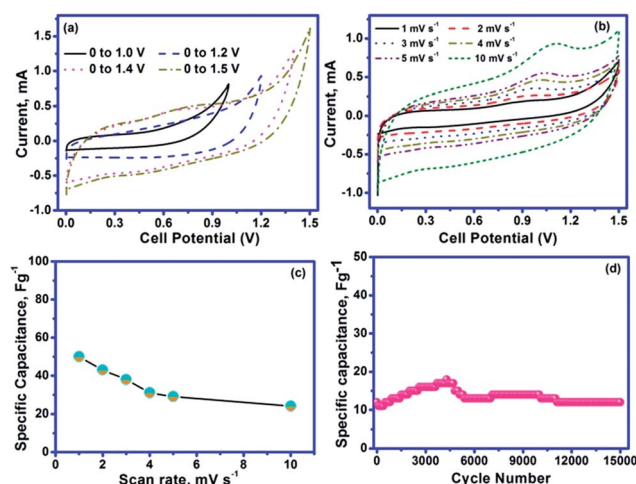 (a)
0 to 1.0 V 0 to 1.2 V
0 to 1.4 V 0 to 1.5 V
1.5
1.0
0.5
0.0
-0.5
-1.0
Current, mA
0.0 0.3 0.6 0.9 1.2 1.5
Cell Potential (V)
(b)
1 mV s-1 2 mV s-1
3 mV s-1 4 mV s-1
5 mV s-1 10 mV s-1
1.0
0.5
0.0
-0.5
-1.0
Current, mA
0.0 0.3 0.6 0.9 1.2 1.5
Cell Potential (V)
(c)
100
80
60
40
20
0
Specific Capacitance, Fg-1
0 2 4 6 8 10
Scan rate, mV s-1
(d)
50
40
30
20
10
0
Specific capacitance, Fg-1
0 3000 6000 9000 12000 15000
Cycle Number